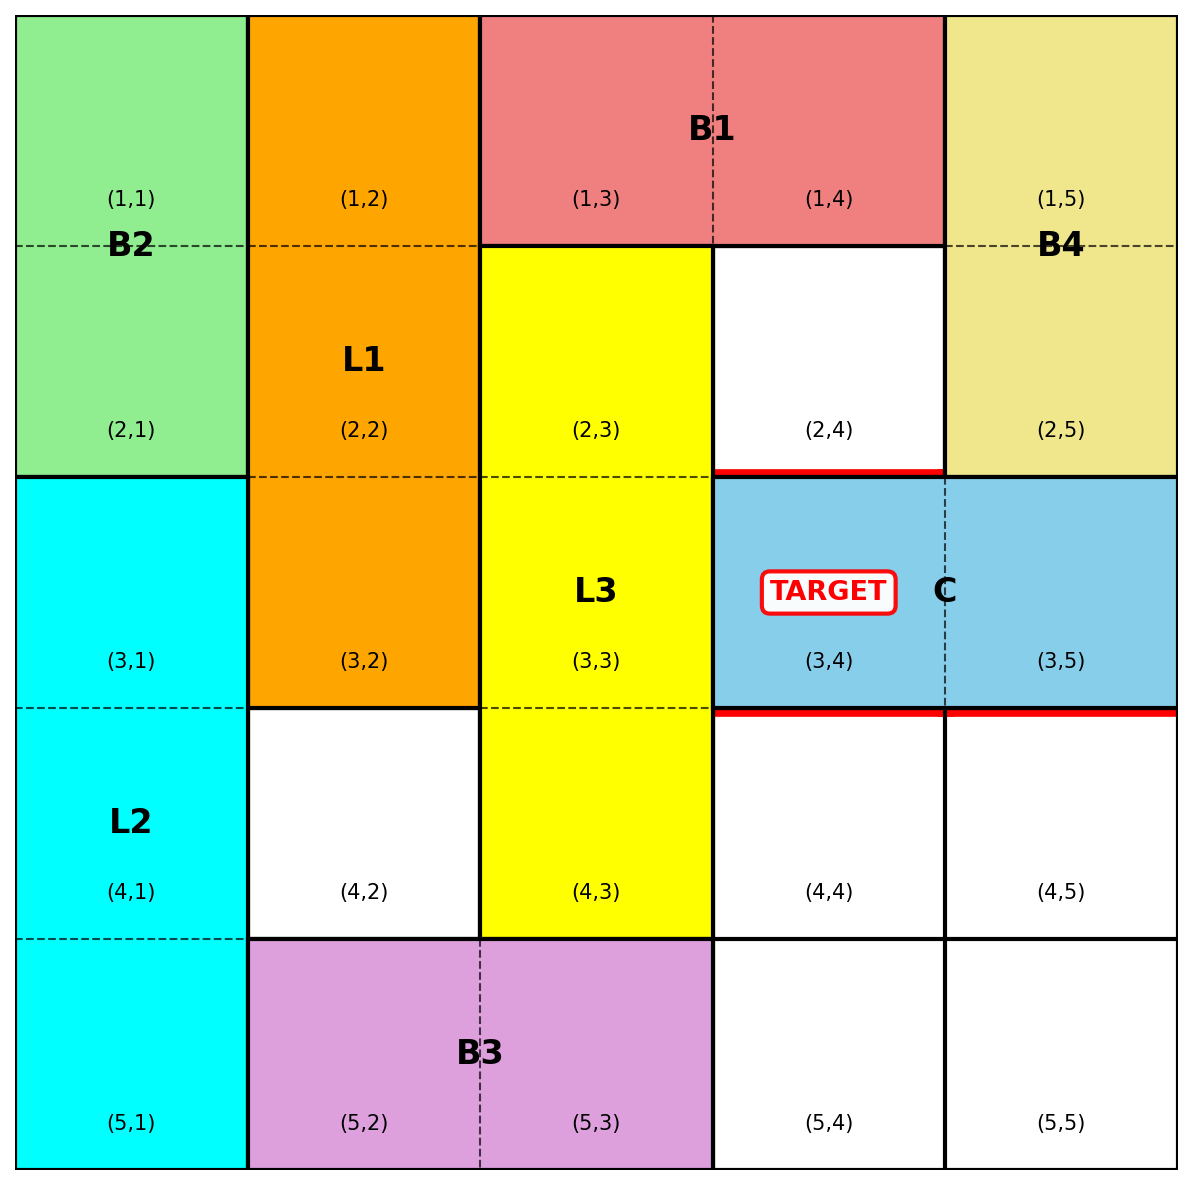 B1
(1,1) (1,2) (1,3) (1,4) (1,5)
B2 B4
L1
(2,1) (2,2) (2,3) (2,4) (2,5)
L3 TARGET C
(3,1) (3,2) (3,3) (3,4) (3,5)
L2
(4,1) (4,2) (4,3) (4,4) (4,5)
B3
(5,1) (5,2) (5,3) (5,4) (5,5)